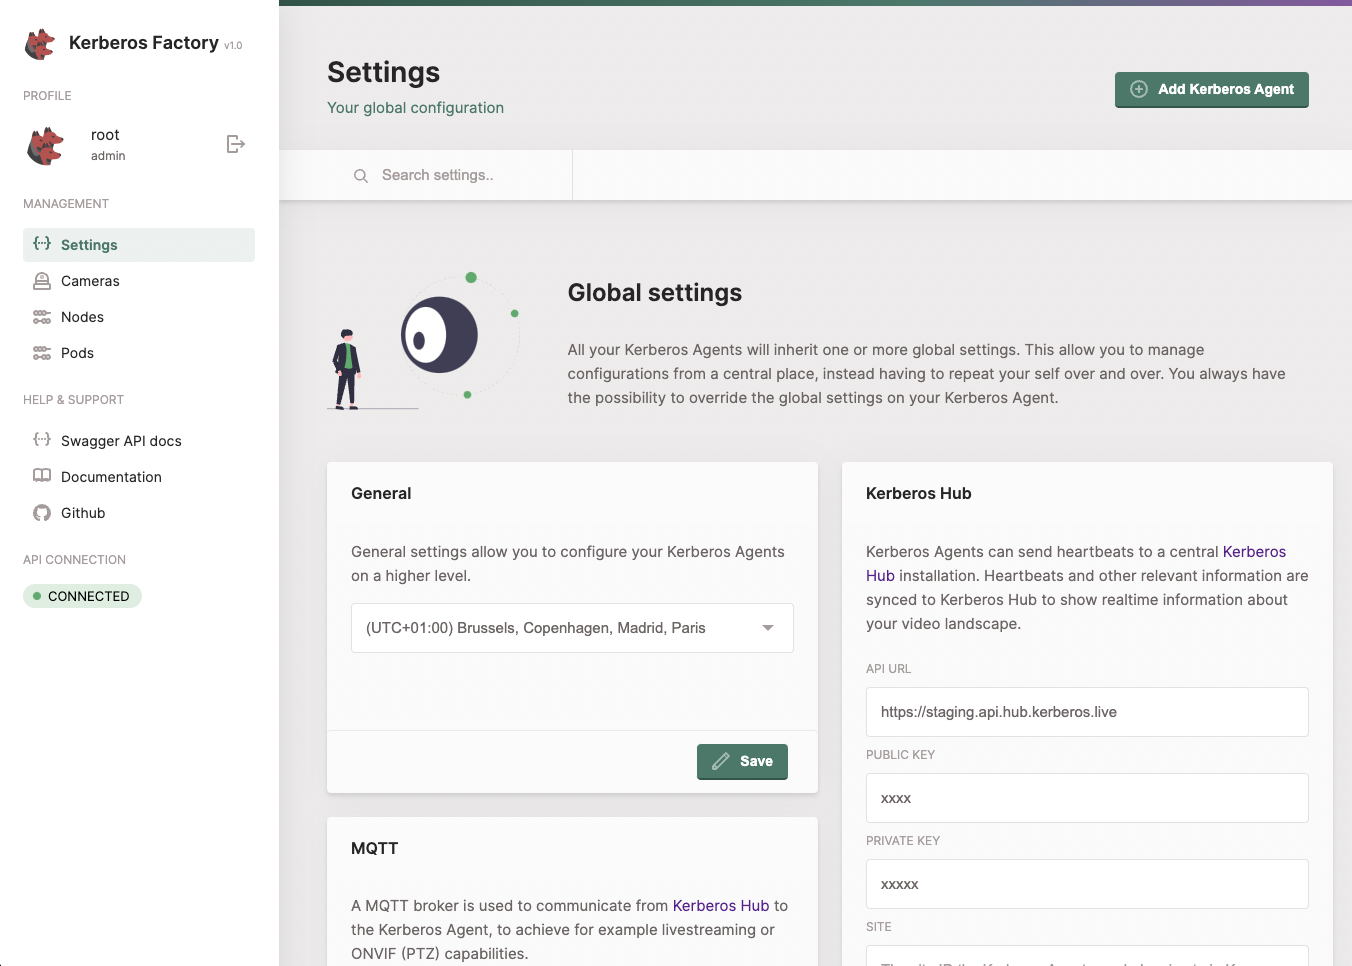 Kerberos Factory v1.0
PROFILE
root
admin
MANAGEMENT
Settings
Cameras
Nodes
Pods
HELP & SUPPORT
Swagger API docs
Documentation
Github
API CONNECTION
CONNECTED
Settings
Your global configuration
Add Kerberos Agent
Search settings..
Global settings
All your Kerberos Agents will inherit one or more global settings. This allow you to manage
configurations from a central place, instead having to repeat your self over and over. You always have
the possibility to override the global settings on your Kerberos Agent.
General
General settings allow you to configure your Kerberos Agents
on a higher level.
(UTC+01:00) Brussels, Copenhagen, Madrid, Paris
Save
MQTT
A MQTT broker is used to communicate from Kerberos Hub to
the Kerberos Agent, to achieve for example livestreaming or
ONVIF (PTZ) capabilities.
Kerberos Hub
Kerberos Agents can send heartbeats to a central Kerberos
Hub installation. Heartbeats and other relevant information are
synced to Kerberos Hub to show realtime information about
your video landscape.
API URL
https://staging.api.hub.kerberos.live
PUBLIC KEY
xxxx
PRIVATE KEY
xxxxx
SITE